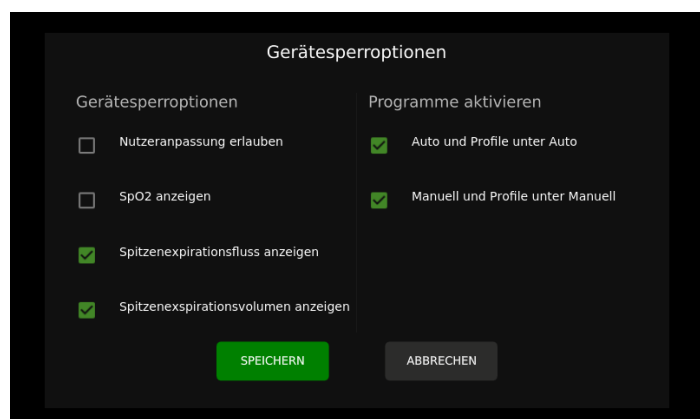 Gerätesperroptionen
Gerätesperroptionen
Nutzeranpassung erlauben
SpO2 anzeigen
Spitzenexpirationsfluss anzeigen
Spitzenexspirationsvolumen anzeigen
Programme aktivieren
Auto und Profile unter Auto
Manuell und Profile unter Manuell
SPEICHERN
ABBRECHEN